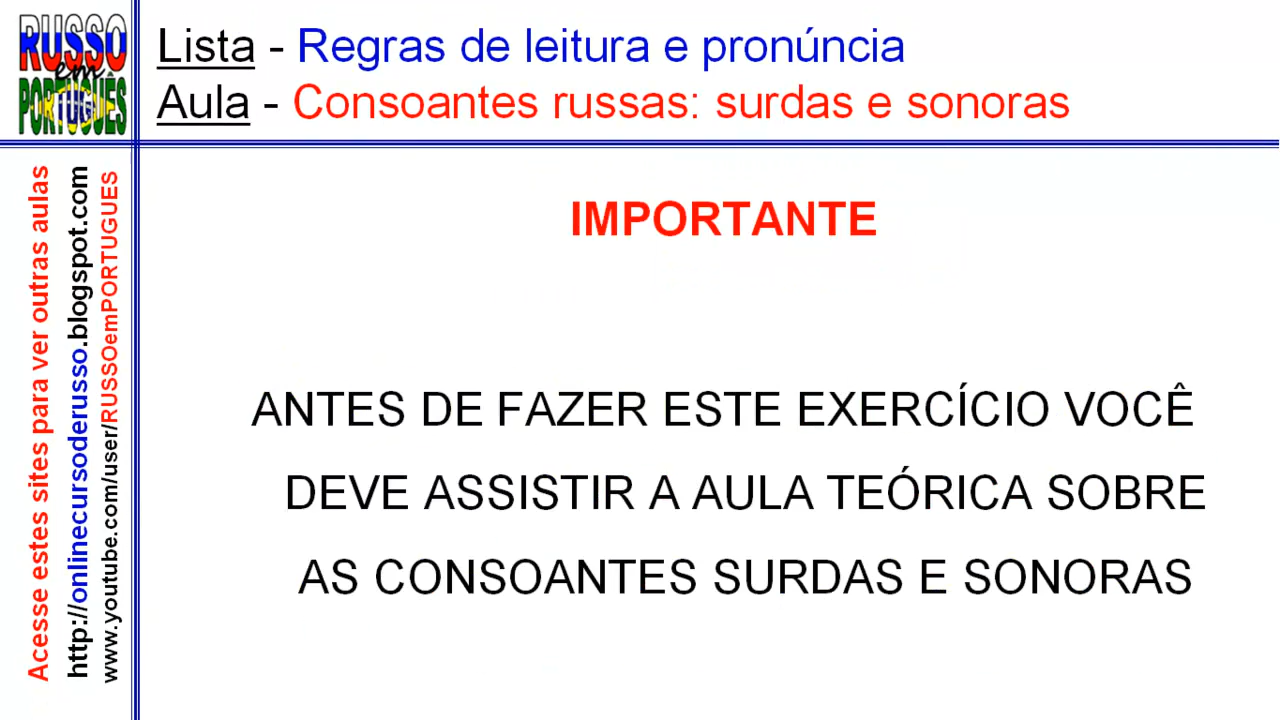 RUSSO
em
PORTUGUÊS
Lista - Regras de leitura e pronúncia
Aula - Consoantes russas: surdas e sonoras
Acesse estes sites para ver outras aulas
http://onlinecursoderusso.blogspot.com
www.youtube.com/user/RUSSOemPORTUGUES
IMPORTANTE
ANTES DE FAZER ESTE EXERCÍCIO VOCÊ
DEVE ASSISTIR A AULA TEÓRICA SOBRE
AS CONSOANTES SURDAS E SONORAS